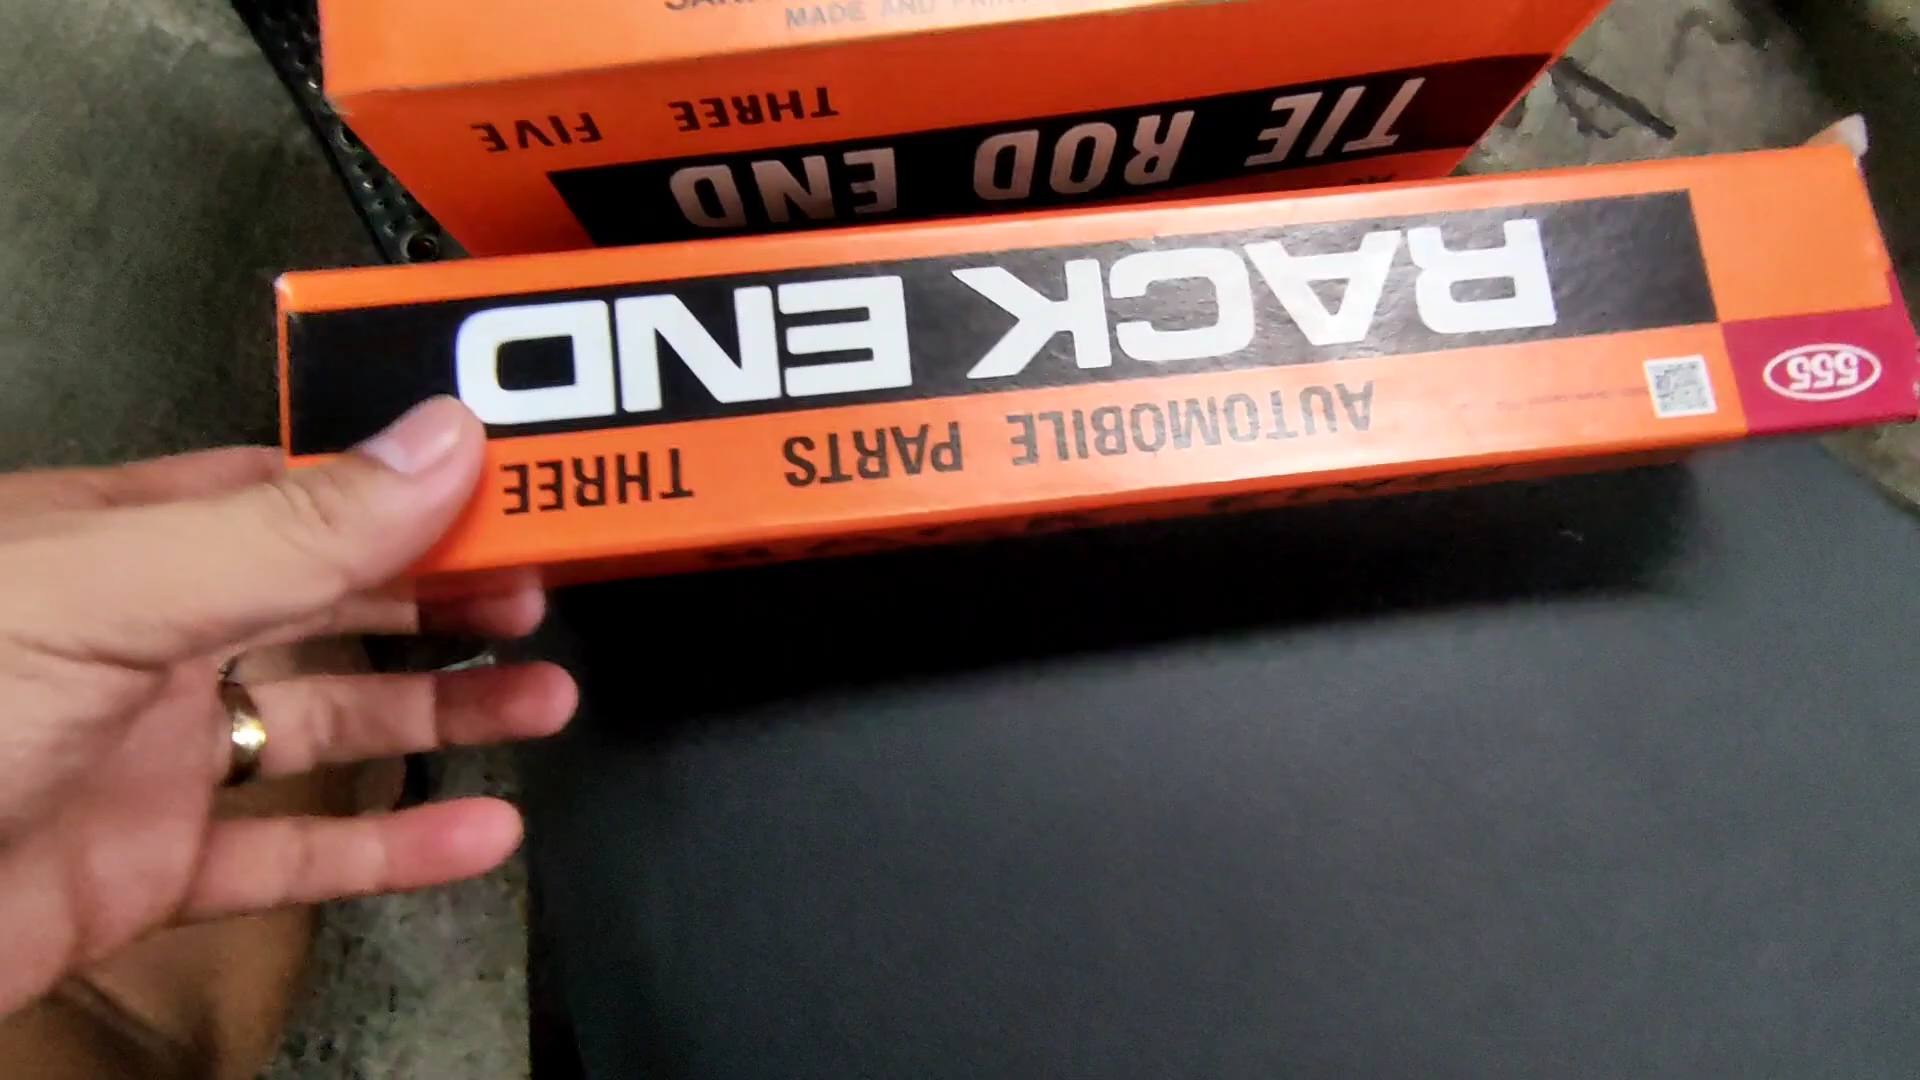 MADE AND
THREE FIVE
TIE ROD END
RACK END
AUTOMOBILE PARTS THREE
555